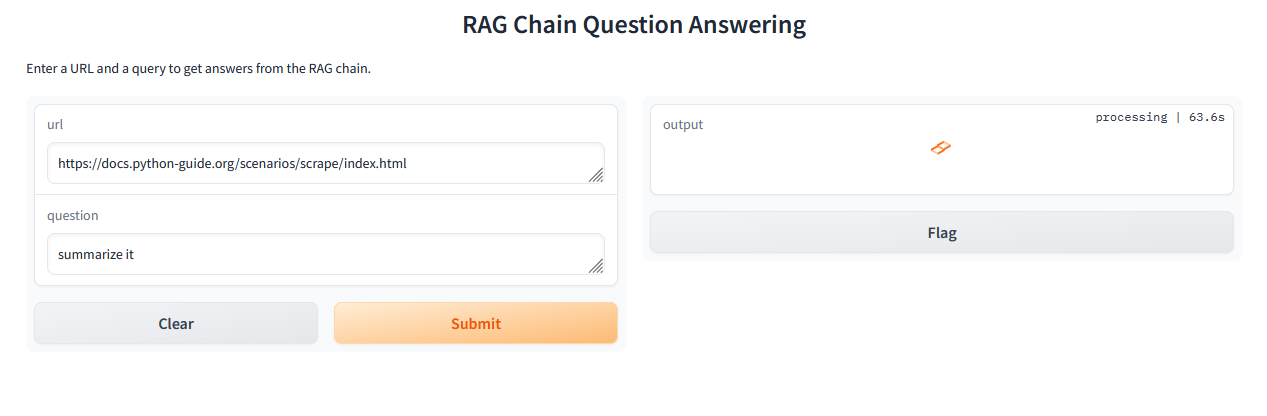 RAG Chain Question Answering
Enter a URL and a query to get answers from the RAG chain.
url
https://docs.python-guide.org/scenarios/scrape/index.html
question
summarize it
Clear
Submit
output
processing | 63.6s
Flag